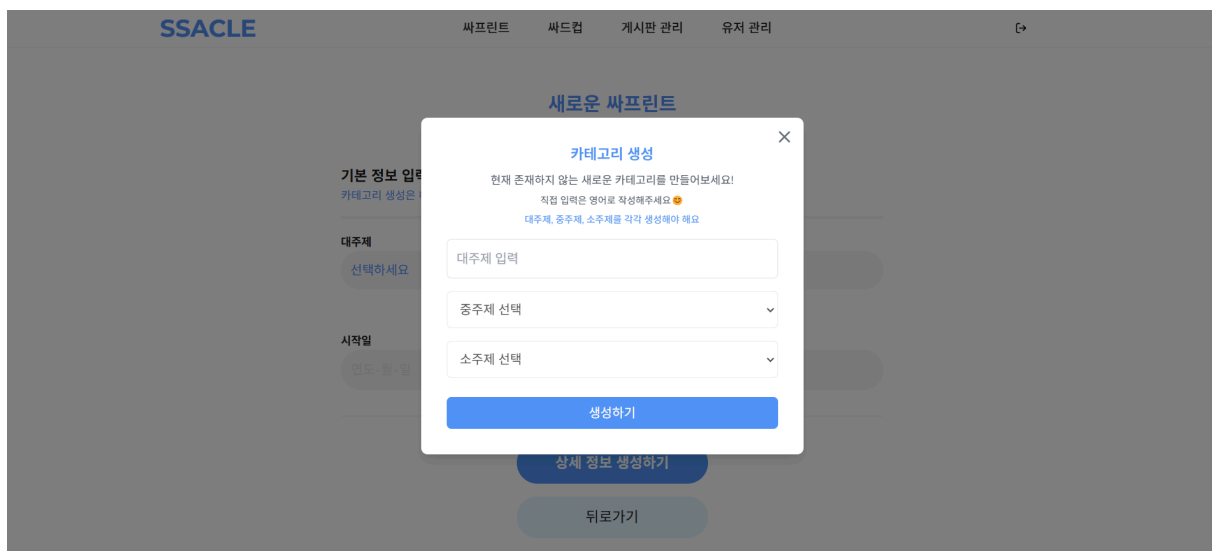 SSACLE 싸프린트 싸드컵 게시판 관리 유저 관리
새로운 싸프린트
카테고리 생성
현재 존재하지 않는 새로운 카테고리를 만들어보세요!
직접 입력은 영어로 작성해주세요😊
대주제, 중주제, 소주제를 각각 생성해야 해요
기본 정보 입력
카테고리 생성은
대주제
선택하세요
대주제 입력
중주제 선택
시작일
연도-월-일
소주제 선택
생성하기
상세 정보 생성하기
뒤로가기